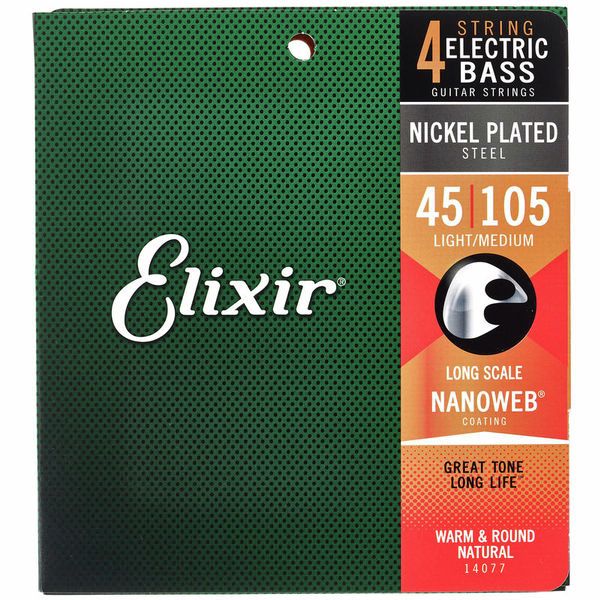 4 STRING
ELECTRIC
BASS
GUITAR STRINGS
NICKEL PLATED
STEEL
45|105
LIGHT/MEDIUM
Elixir®
LONG SCALE
NANOWEB®
COATING
GREAT TONE
LONG LIFE™
WARM & ROUND
NATURAL
14077